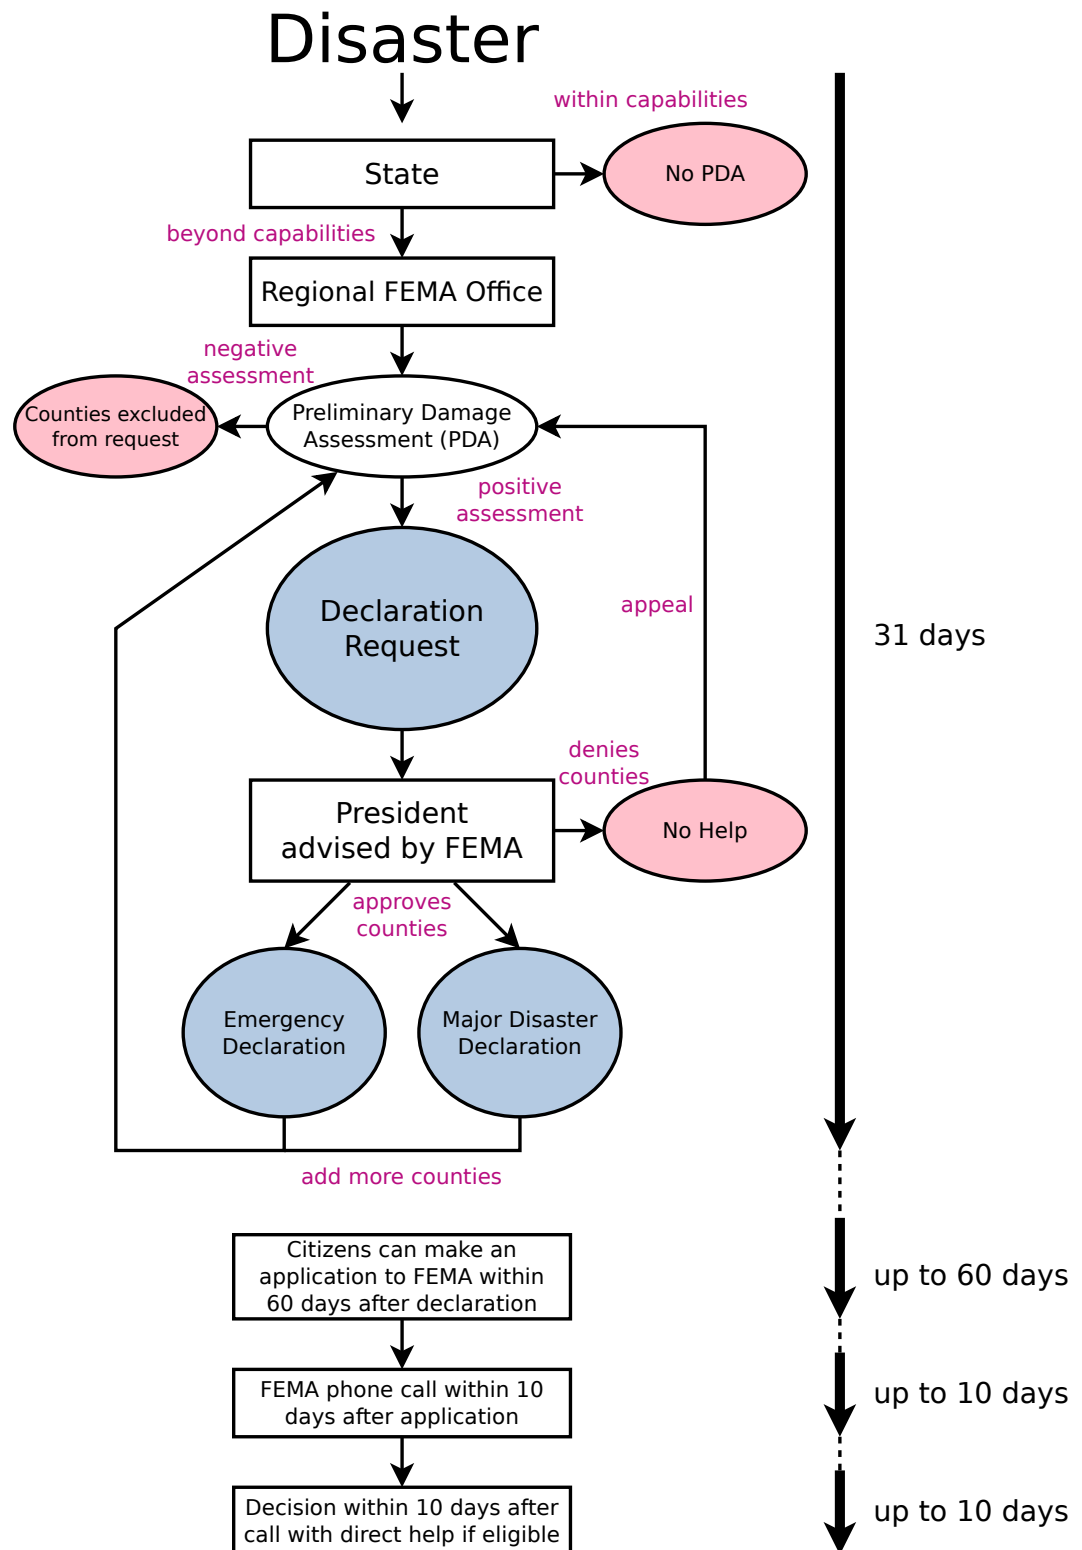 Disaster
within capabilities
State
No PDA
beyond capabilities
Regional FEMA Office
negative
assessment
Counties excluded
from request
Preliminary Damage
Assessment (PDA)
positive
assessment
Declaration
Request
appeal
31 days
denies
counties
President
advised by FEMA
No Help
approves
counties
Emergency
Declaration
Major Disaster
Declaration
add more counties
Citizens can make an
application to FEMA within
60 days after declaration
up to 60 days
FEMA phone call within 10
days after application
up to 10 days
Decision within 10 days after
call with direct help if eligible
up to 10 days